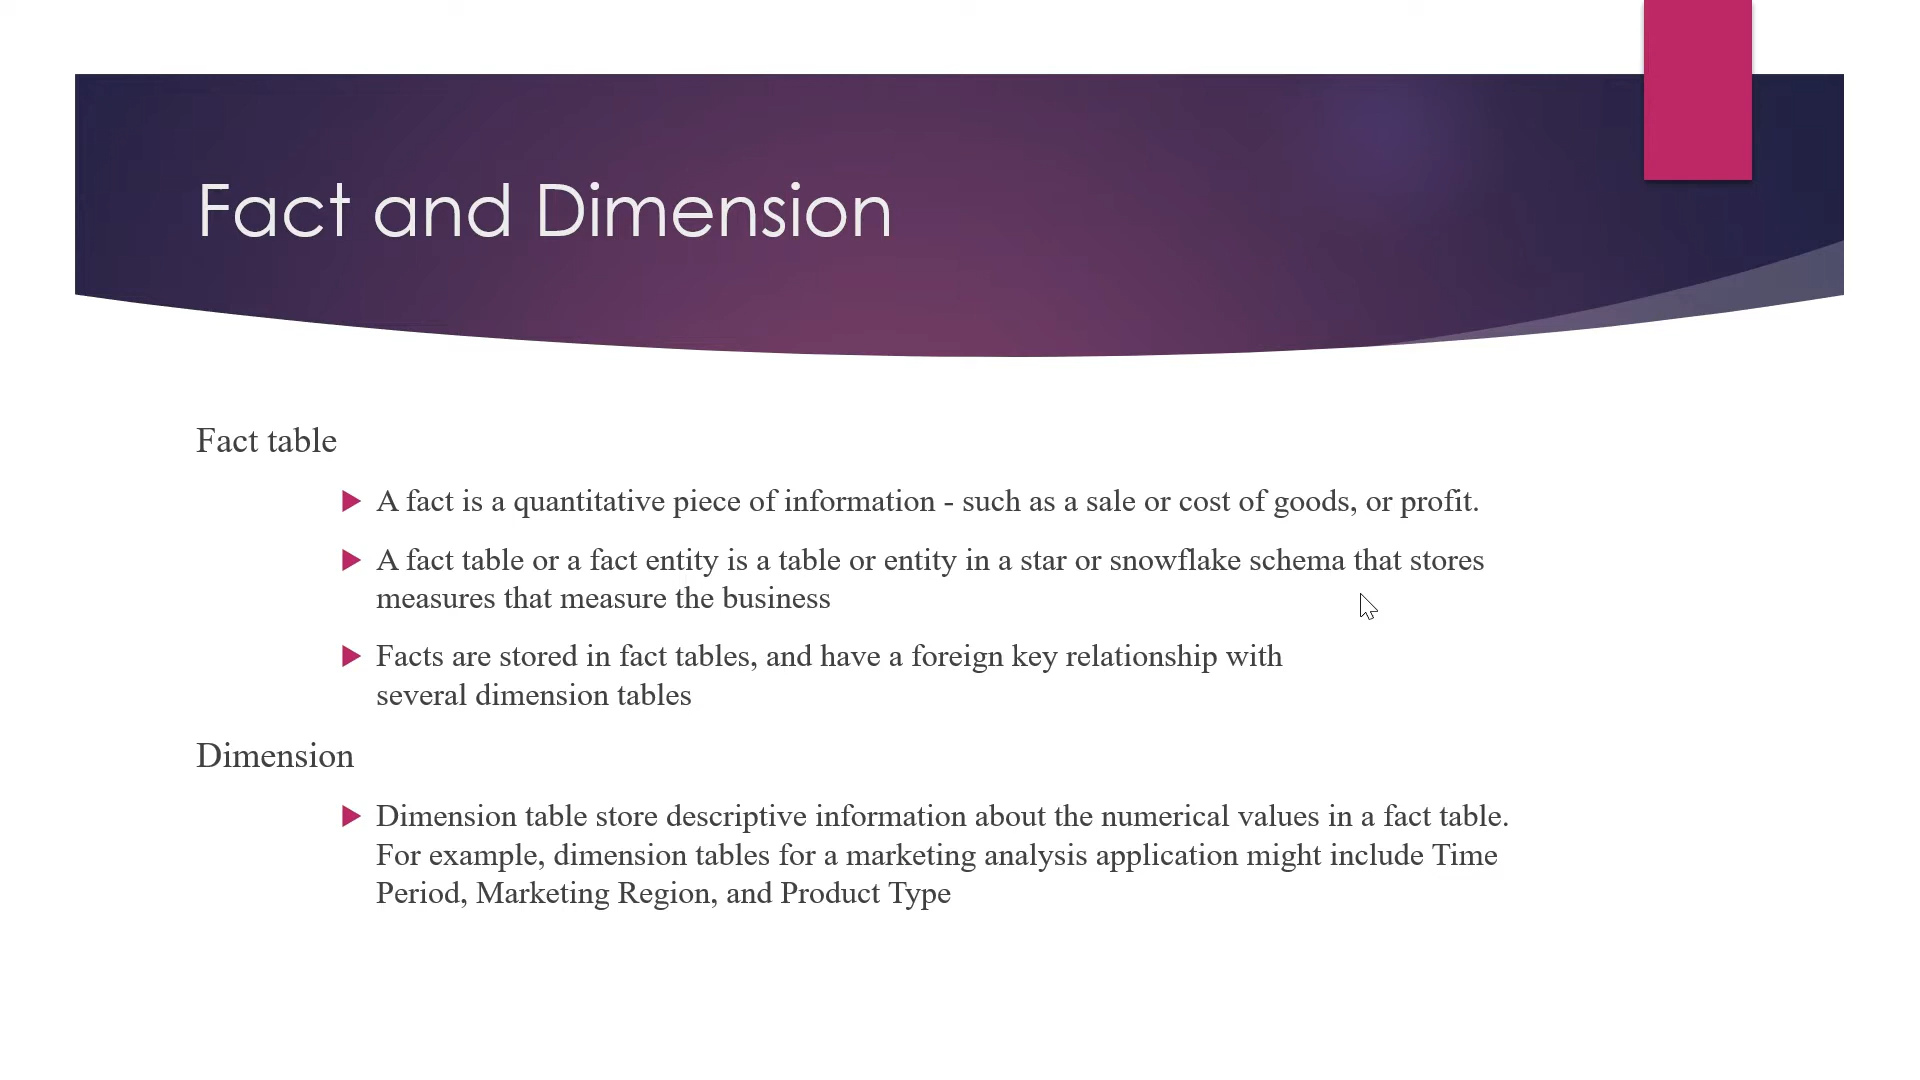 Fact and Dimension
Fact table
A fact is a quantitative piece of information - such as a sale or cost of goods, or profit.
A fact table or a fact entity is a table or entity in a star or snowflake schema that stores
measures that measure the business
Facts are stored in fact tables, and have a foreign key relationship with
several dimension tables
Dimension
Dimension table store descriptive information about the numerical values in a fact table.
For example, dimension tables for a marketing analysis application might include Time
Period, Marketing Region, and Product Type